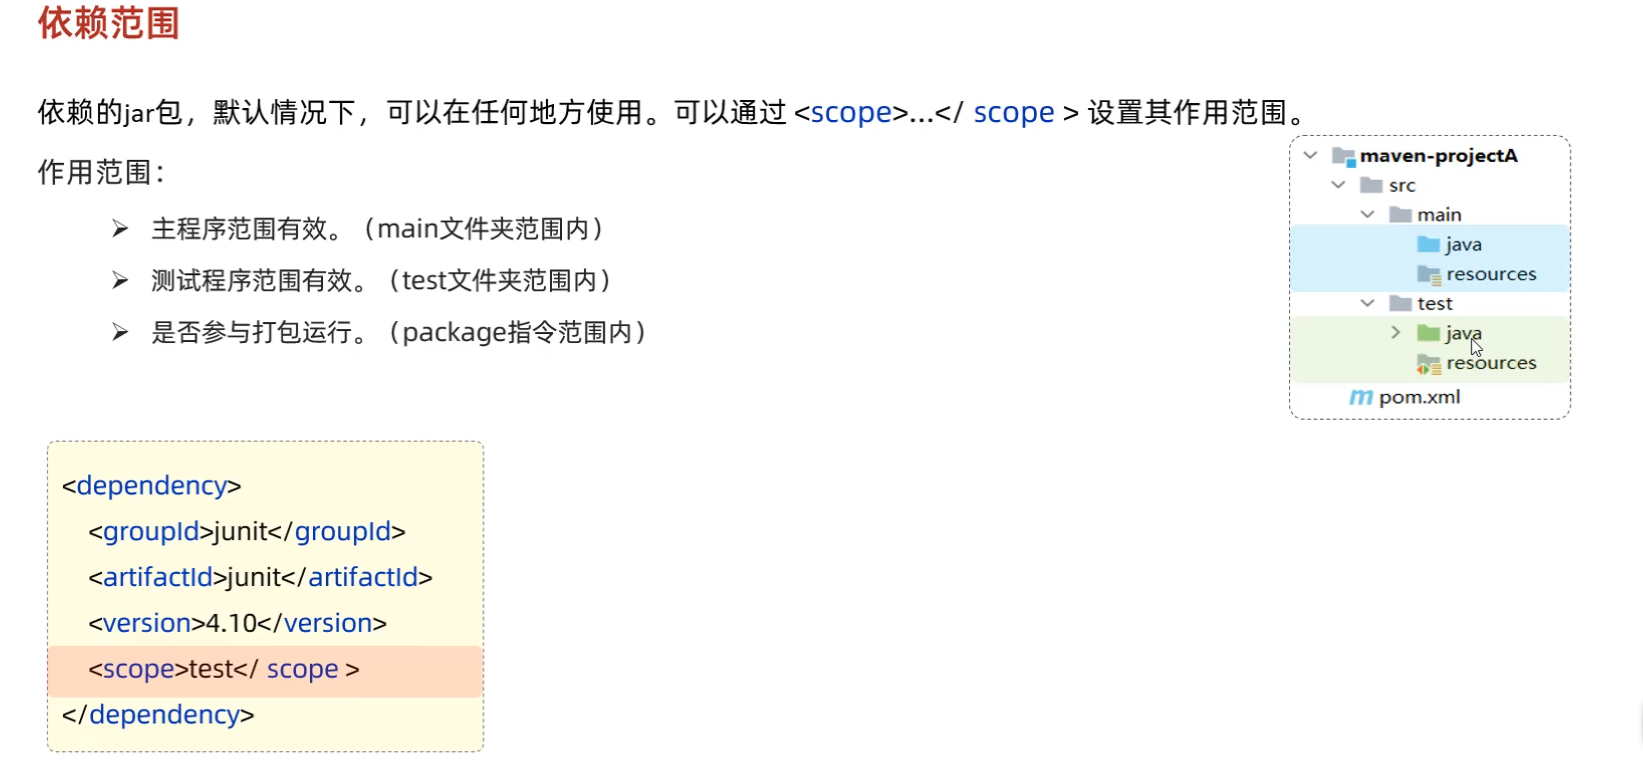 依赖范围
依赖的jar包，默认情况下，可以在任何地方使用。可以通过 <scope>...</ scope > 设置其作用范围。
作用范围：
➢ 主程序范围有效。（main文件夹范围内）
➢ 测试程序范围有效。（test文件夹范围内）
➢ 是否参与打包运行。（package指令范围内）
maven-projectA
src
main
java
resources
test
java
resources
m pom.xml
<dependency>
<groupId>junit</groupId>
<artifactId>junit</artifactId>
<version>4.10</version>
<scope>test</ scope >
</dependency>